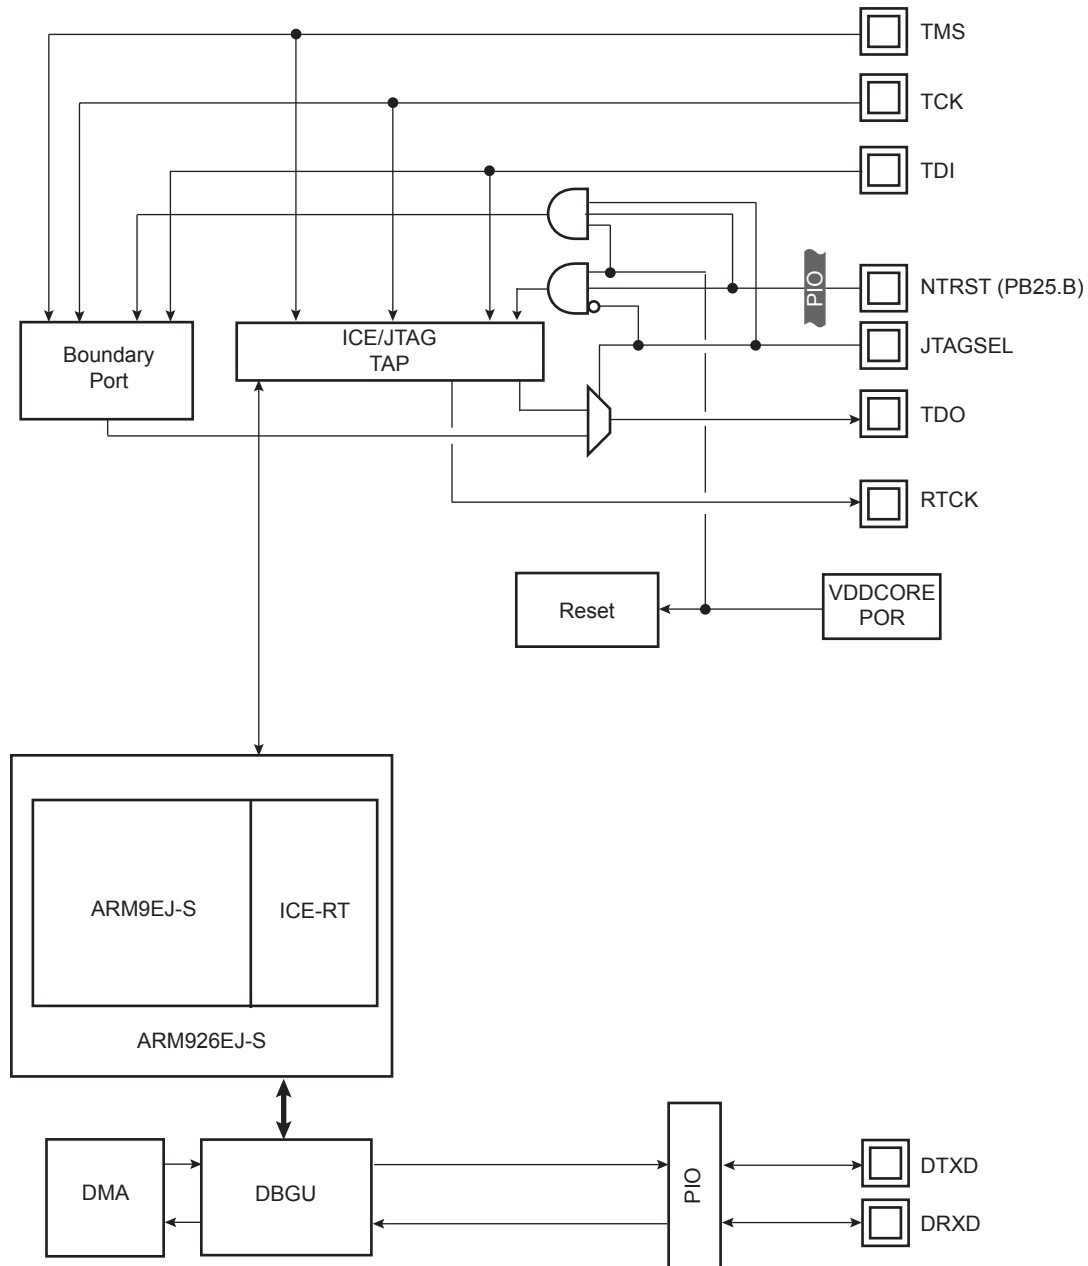 TMS
TCK
TDI
PIO
NTRST (PB25.B)
JTAGSEL
Boundary
Port
ICE/JTAG
TAP
TDO
RTCK
Reset
VDDCORE
POR
ARM9EJ-S
ICE-RT
ARM926EJ-S
DMA
DBGU
PIO
DTXD
DRXD